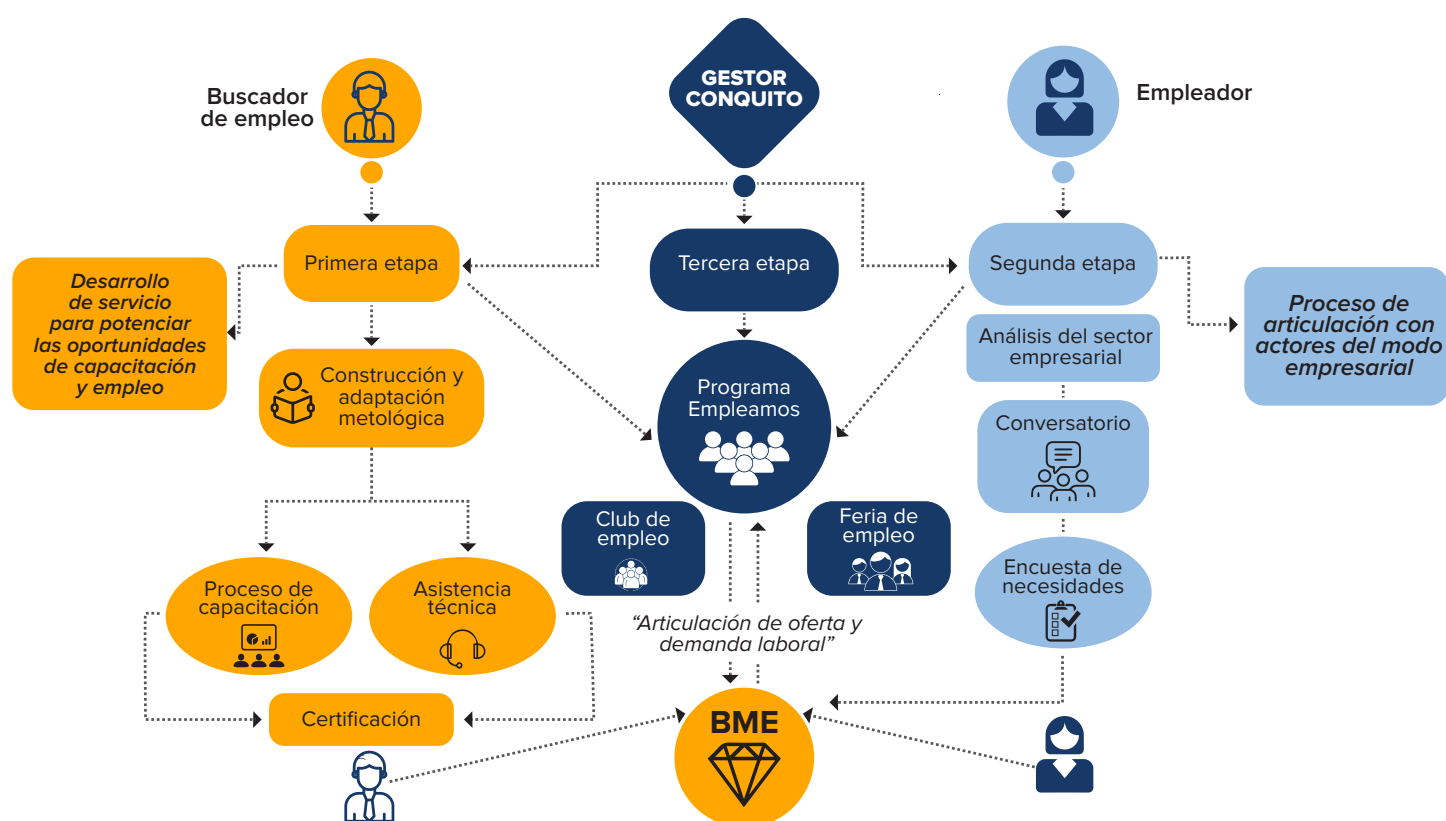 GESTOR
CONQUITO
Buscador
de empleo
Empleador
Primera etapa
Tercera etapa
Segunda etapa
Desarrollo
de servicio
para potenciar
las oportunidades
de capacitación
y empleo
Proceso de
articulación con
actores del modo
empresarial
Análisis del sector
empresarial
Construcción y
adaptación
metológica
Programa
Empleamos
Conversatorio
Club de
empleo
Feria de
empleo
Proceso de
capacitación
Asistencia
técnica
Encuesta de
necesidades
“Articulación de oferta y
demanda laboral”
Certificación
BME